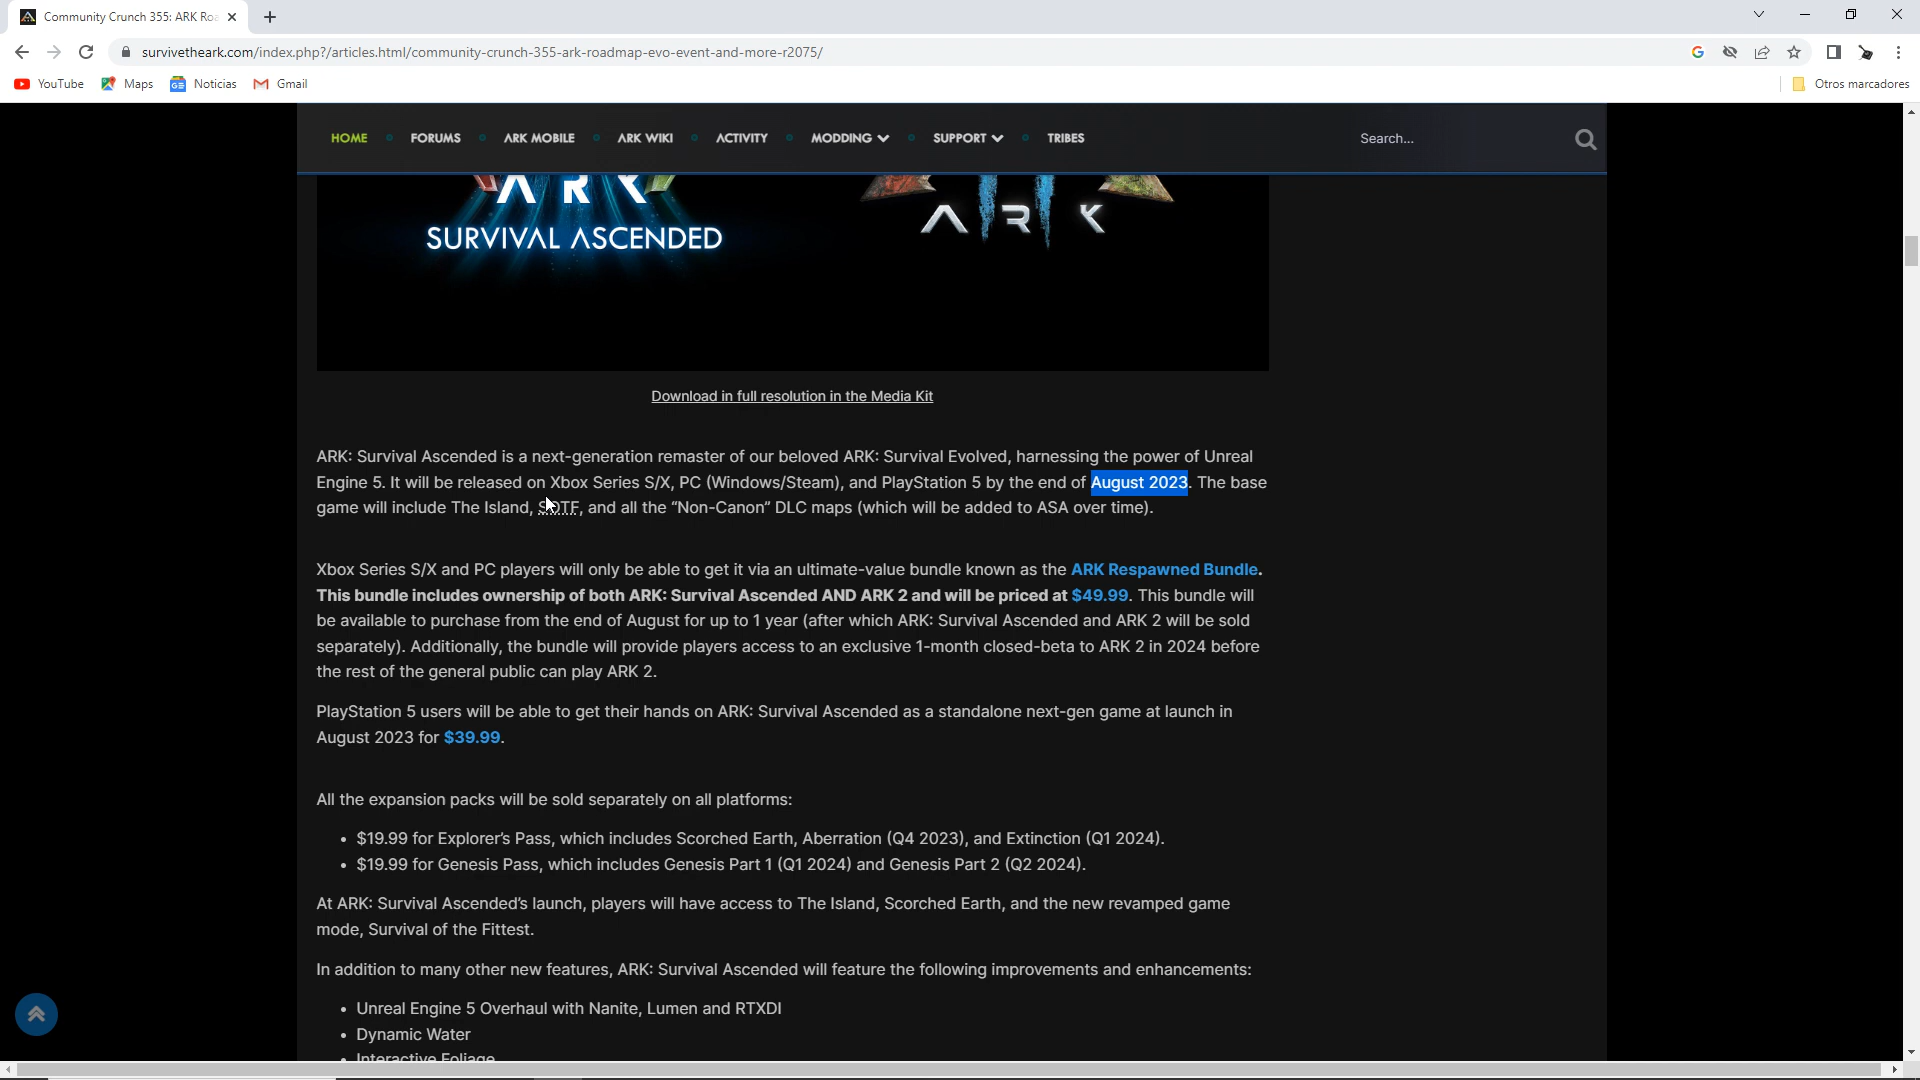 Community Crunch 355: ARK Roa
survivetheark.com/index.php?/articles.html/community-crunch-355-ark-roadmap-evo-event-and-more-r2075/
YouTube Maps Noticias Gmail Otros marcadores
HOME FORUMS ARK MOBILE ARK WIKI ACTIVITY MODDING SUPPORT TRIBES Search...
ARK ARK
SURVIVAL ASCENDED
Download in full resolution in the Media Kit
ARK: Survival Ascended is a next-generation remaster of our beloved ARK: Survival Evolved, harnessing the power of Unreal
Engine 5. It will be released on Xbox Series S/X, PC (Windows/Steam), and PlayStation 5 by the end of August 2023. The base
game will include The Island, SOTF, and all the “Non-Canon” DLC maps (which will be added to ASA over time).
Xbox Series S/X and PC players will only be able to get it via an ultimate-value bundle known as the ARK Respawned Bundle.
This bundle includes ownership of both ARK: Survival Ascended AND ARK 2 and will be priced at $49.99. This bundle will
be available to purchase from the end of August for up to 1 year (after which ARK: Survival Ascended and ARK 2 will be sold
separately). Additionally, the bundle will provide players access to an exclusive 1-month closed-beta to ARK 2 in 2024 before
the rest of the general public can play ARK 2.
PlayStation 5 users will be able to get their hands on ARK: Survival Ascended as a standalone next-gen game at launch in
August 2023 for $39.99.
All the expansion packs will be sold separately on all platforms:
• $19.99 for Explorer's Pass, which includes Scorched Earth, Aberration (Q4 2023), and Extinction (Q1 2024).
• $19.99 for Genesis Pass, which includes Genesis Part 1 (Q1 2024) and Genesis Part 2 (Q2 2024).
At ARK: Survival Ascended's launch, players will have access to The Island, Scorched Earth, and the new revamped game
mode, Survival of the Fittest.
In addition to many other new features, ARK: Survival Ascended will feature the following improvements and enhancements:
• Unreal Engine 5 Overhaul with Nanite, Lumen and RTXDI
• Dynamic Water
• Interactive Foliage